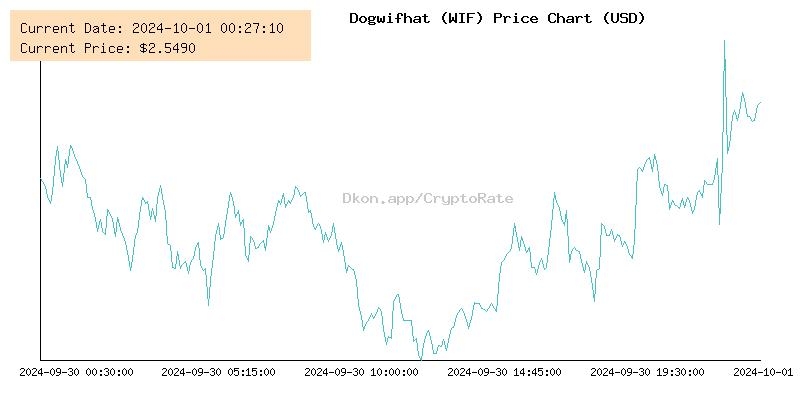 Dogwifhat (WIF) Price Chart (USD)
Current Date: 2024-10-01 00:27:10
Current Price: $2.5490
Dkon.app/CryptoRate
2024-09-30 00:30:00
2024-09-30 05:15:00
2024-09-30 10:00:00
2024-09-30 14:45:00
2024-09-30 19:30:00
2024-10-01